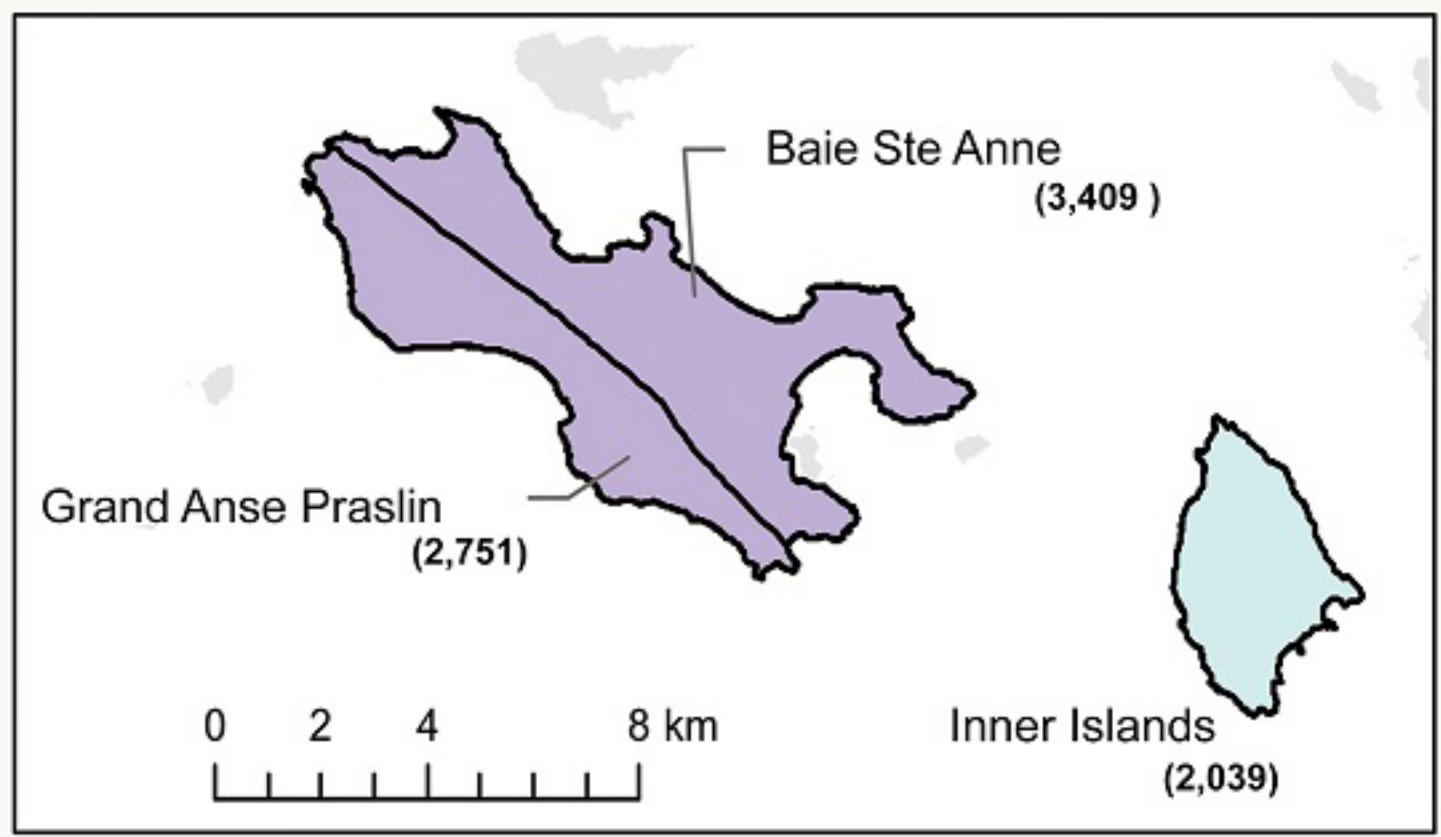 Baie Ste Anne
(3,409 )
Grand Anse Praslin
(2,751)
0 2 4 8 km
Inner Islands
(2,039)